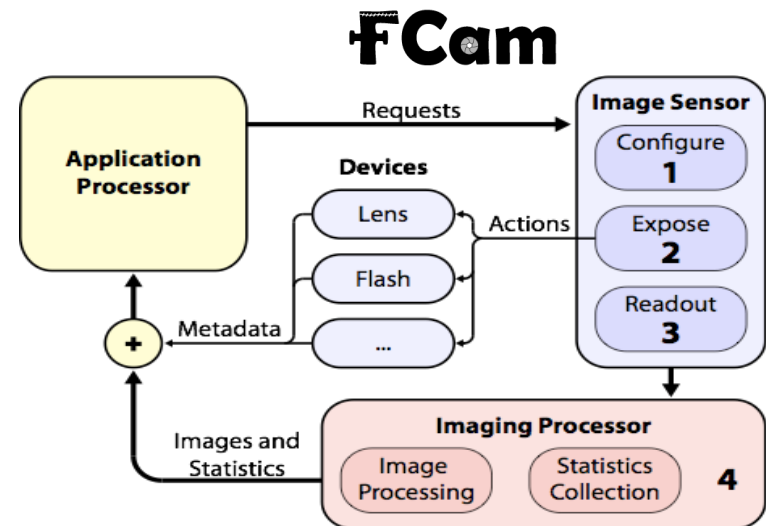 FCam
Requests
Application
Processor
Devices
Lens
Flash
...
Actions
Metadata
+
Image Sensor
Configure
1
Expose
2
Readout
3
Images and
Statistics
Imaging Processor
Image
Processing
Statistics
Collection
4